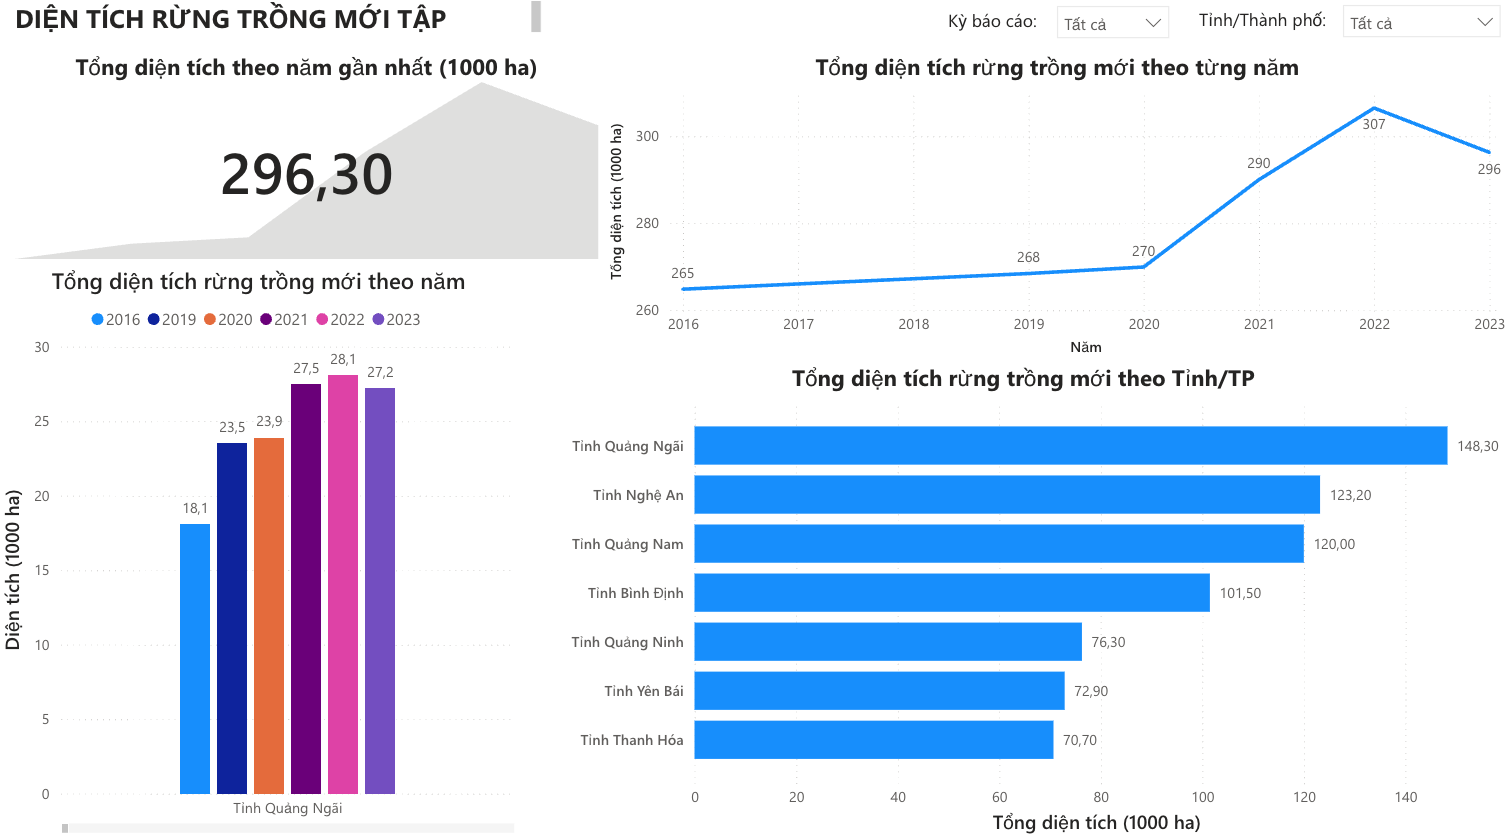 DIỆN TÍCH RỪNG TRỒNG MỚI TẬP
Kỳ báo cáo:
Tất cả
Tỉnh/Thành phố:
Tất cả
Tổng diện tích theo năm gần nhất (1000 ha)
296,30
Tổng diện tích rừng trồng mới theo từng năm
Tổng diện tích (1000 ha)
300
280
260
265
268
270
290
307
296
2016
2017
2018
2019
2020
2021
2022
2023
Năm
Tổng diện tích rừng trồng mới theo năm
2016
2019
2020
2021
2022
2023
Diện tích (1000 ha)
30
25
20
15
10
5
0
18,1
23,5
23,9
27,5
28,1
27,2
Tỉnh Quảng Ngãi
Tổng diện tích rừng trồng mới theo Tỉnh/TP
Tỉnh Quảng Ngãi 148,30
Tỉnh Nghệ An 123,20
Tỉnh Quảng Nam 120,00
Tỉnh Bình Định 101,50
Tỉnh Quảng Ninh 76,30
Tỉnh Yên Bái 72,90
Tỉnh Thanh Hóa 70,70
0
20
40
60
80
100
120
140
Tổng diện tích (1000 ha)